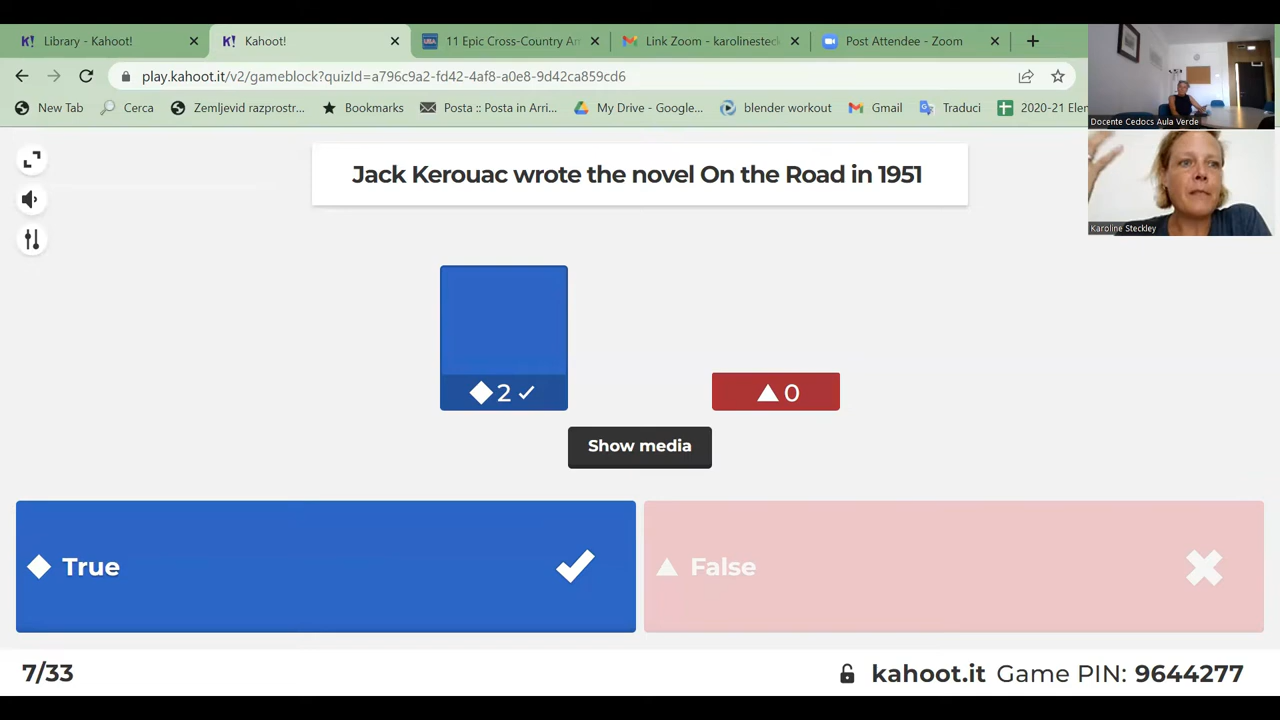 K! Library - Kahoot!
K! Kahoot!
USA 11 Epic Cross-Country Am
Link Zoom - karolinesteck
Post Attendee - Zoom
play.kahoot.it/v2/gameblock?quizId=a796c9a2-fd42-4af8-a0e8-9d42ca859cd6
New Tab
Cerca
Zemljevid razprostr...
Bookmarks
Posta :: Posta in Arri...
My Drive - Google...
blender workout
Gmail
Traduci
2020-21 Elem
Docente Cedocs Aula Verde
Karoline Steckley
Jack Kerouac wrote the novel On the Road in 1951
2
0
Show media
True
False
7/33
kahoot.it Game PIN: 9644277